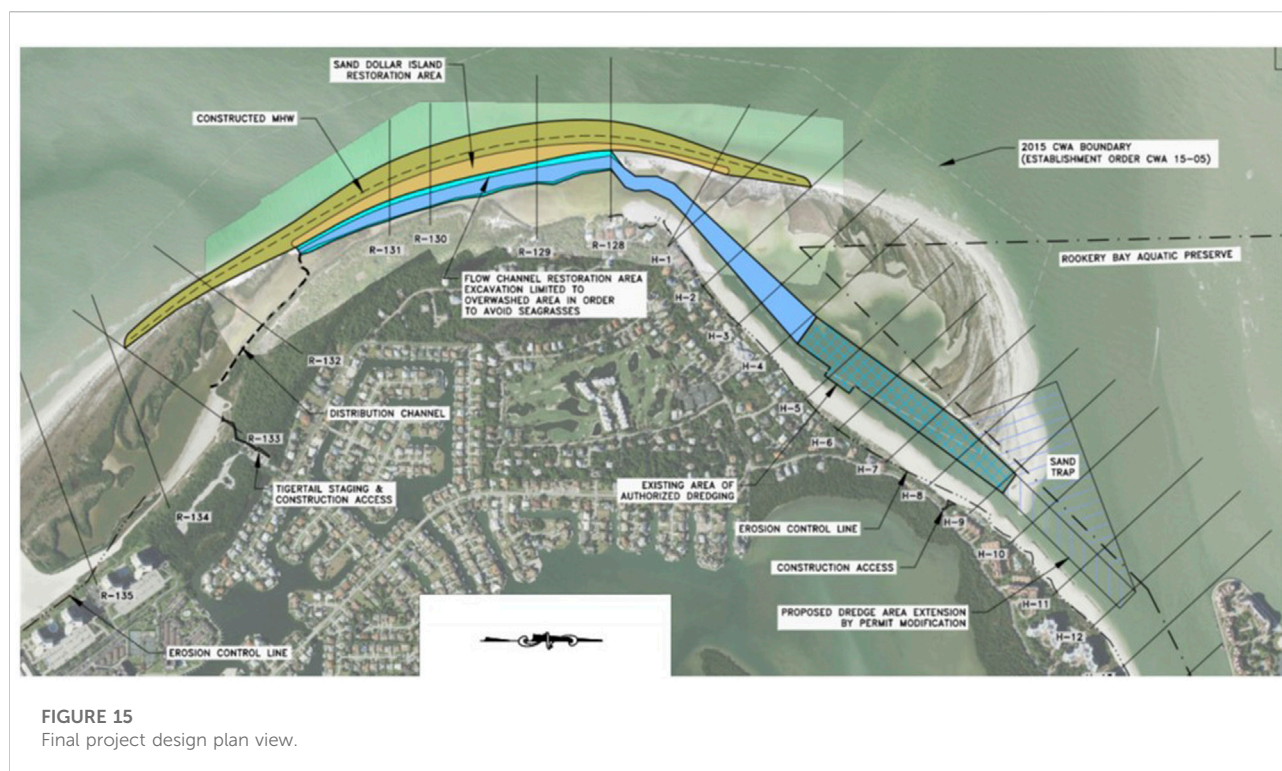 SAND DOLLAR ISLAND
RESTORATION AREA
CONSTRUCTED MHW
2015 CWA BOUNDARY
(ESTABLISHMENT ORDER CWA 15-05)
ROOKERY BAY AQUATIC PRESERVE
R-131
R-130
R-129
R-128
H-1
FLOW CHANNEL RESTORATION AREA
EXCAVATION LIMITED TO
OVERWASHED AREA IN ORDER
TO AVOID SEAGRASSES
H-2
H-3
H-4
R-132
DISTRIBUTION CHANNEL
H-5
H-6
H-7
R-133
SAND
TRAP
TIGERTAIL STAGING &
CONSTRUCTION ACCESS
EXISTING AREA OF
AUTHORIZED DREDGING
H-8
R-134
EROSION CONTROL LINE
H-9
H-10
CONSTRUCTION ACCESS
R-135
H-11
PROPOSED DREDGE AREA EXTENSION
BY PERMIT MODIFICATION
H-12
EROSION CONTROL LINE
FIGURE 15
Final project design plan view.